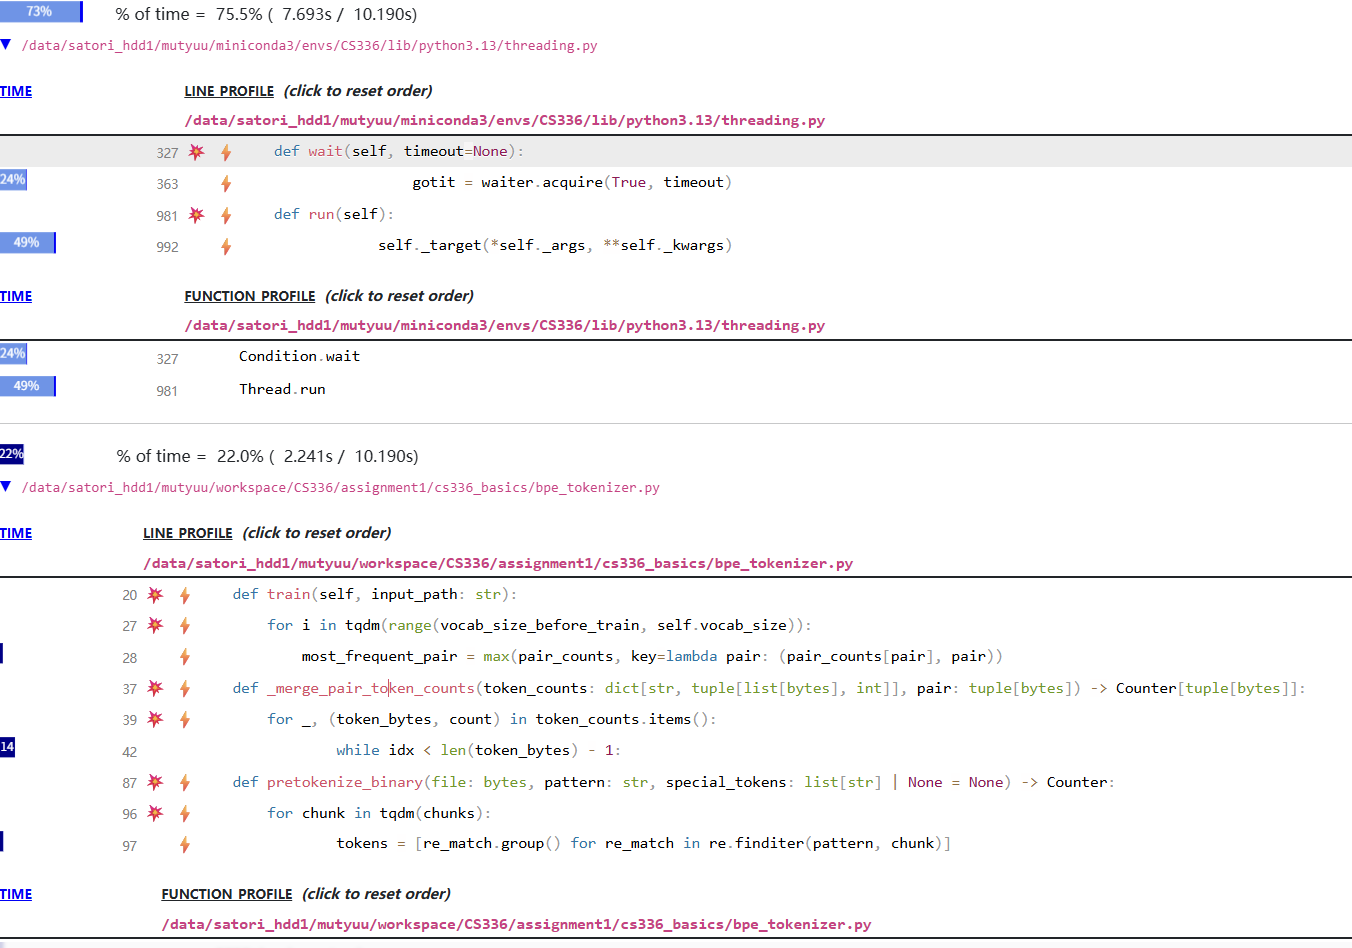 73% % of time = 75.5% ( 7.693s / 10.190s)
▼ /data/satori_hdd1/mutyuu/miniconda3/envs/CS336/lib/python3.13/threading.py
TIME LINE PROFILE (click to reset order)
/data/satori_hdd1/mutyuu/miniconda3/envs/CS336/lib/python3.13/threading.py
327 def wait(self, timeout=None):
24% 363 gotit = waiter.acquire(True, timeout)
981 def run(self):
49% 992 self._target(*self._args, **self._kwargs)
TIME FUNCTION PROFILE (click to reset order)
/data/satori_hdd1/mutyuu/miniconda3/envs/CS336/lib/python3.13/threading.py
24% 327 Condition.wait
49% 981 Thread.run
22% % of time = 22.0% ( 2.241s / 10.190s)
▼ /data/satori_hdd1/mutyuu/workspace/CS336/assignment1/cs336_basics/bpe_tokenizer.py
TIME LINE PROFILE (click to reset order)
/data/satori_hdd1/mutyuu/workspace/CS336/assignment1/cs336_basics/bpe_tokenizer.py
20 def train(self, input_path: str):
27 for i in tqdm(range(vocab_size_before_train, self.vocab_size)):
28 most_frequent_pair = max(pair_counts, key=lambda pair: (pair_counts[pair], pair))
37 def _merge_pair_token_counts(token_counts: dict[str, tuple[list[bytes], int]], pair: tuple[bytes]) -> Counter[tuple[bytes]]:
39 for _, (token_bytes, count) in token_counts.items():
14 42 while idx < len(token_bytes) - 1:
87 def pretokenize_binary(file: bytes, pattern: str, special_tokens: list[str] | None = None) -> Counter:
96 for chunk in tqdm(chunks):
97 tokens = [re_match.group() for re_match in re.finditer(pattern, chunk)]
TIME FUNCTION PROFILE (click to reset order)
/data/satori_hdd1/mutyuu/workspace/CS336/assignment1/cs336_basics/bpe_tokenizer.py